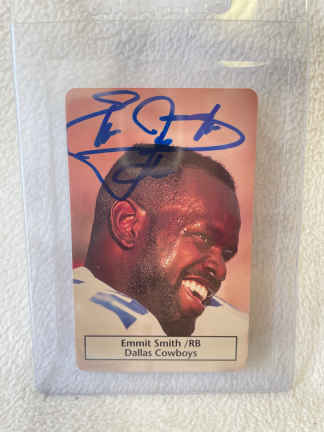 Emmit Smith /RB
Dallas Cowboys